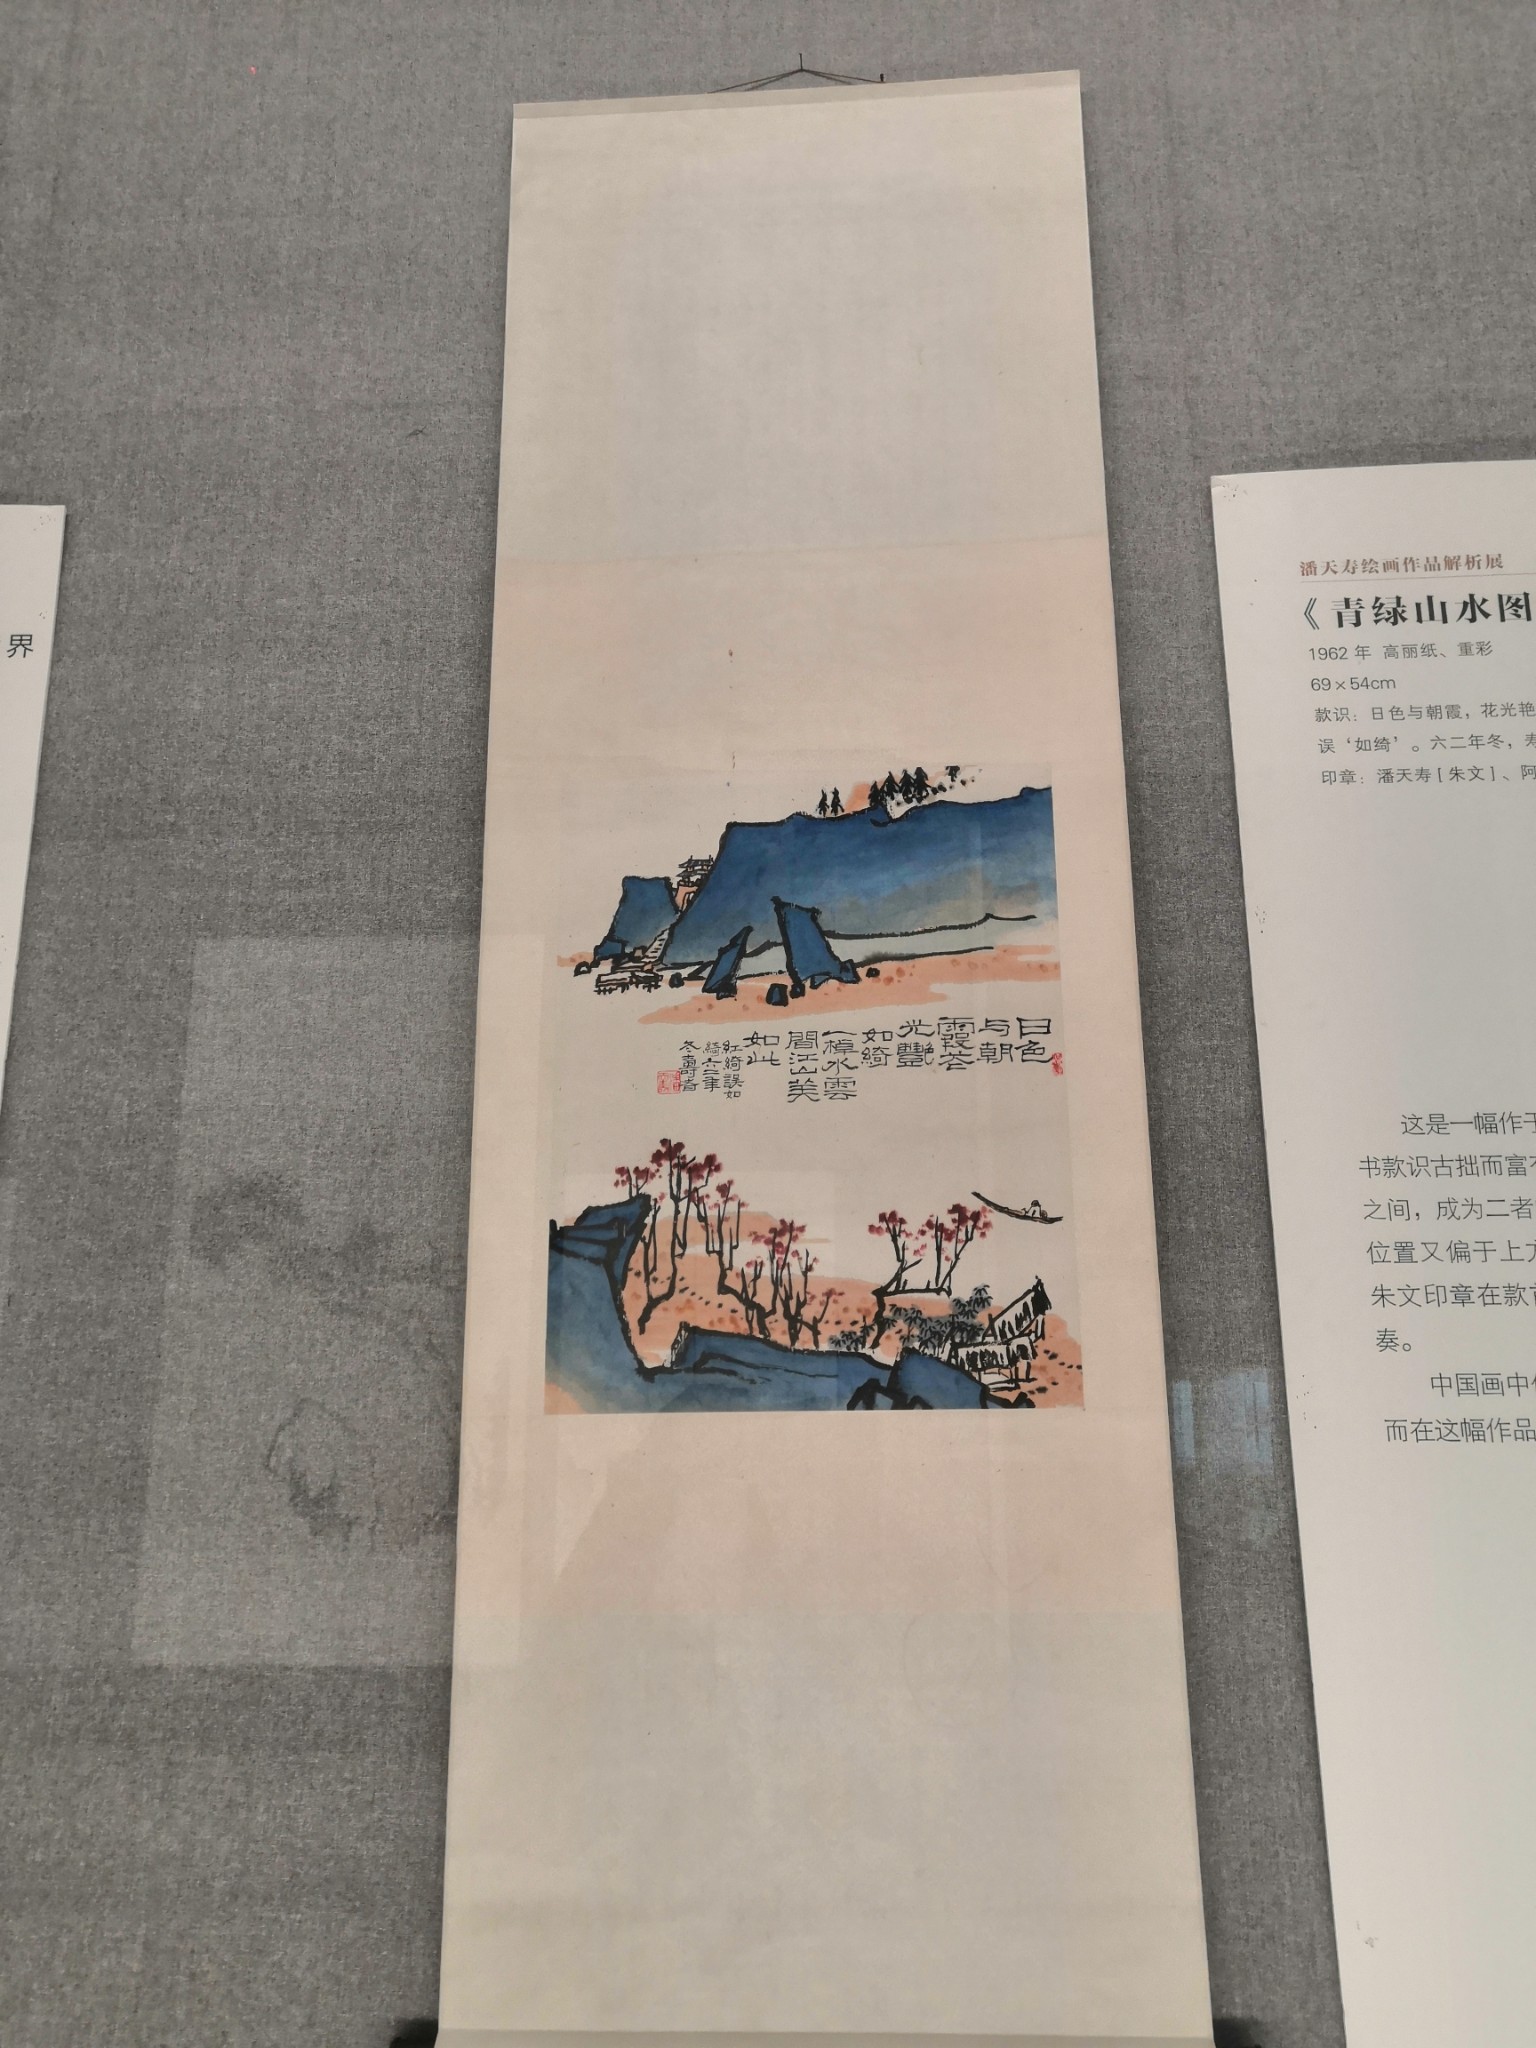 界
日色
与朝
霞花
光艷
如綺
一棹水雲
間江山美
如此
紅綺誤如
綺六二年
冬壽者
潘天寿绘画作品解析展
《青绿山水图
1962年 高丽纸、重彩
69×54cm
款识：日色与朝霞，花光艳
误‘如绮’。六二年冬，寿
印章：潘天寿[朱文]、阿
这是一幅作于
书款识古拙而富有
之间，成为二者
位置又偏于上方
朱文印章在款首
奏。
中国画中
而在这幅作品